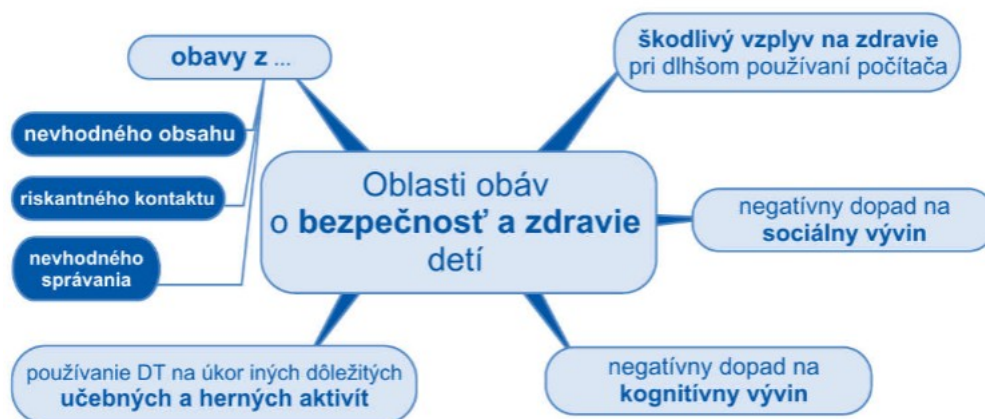 obavy z ...
nevhodného obsahu
riskantného kontaktu
nevhodného
správania
škodlivý vzplyv na zdravie
pri dlhšom používaní počítača
Oblasti obáv
o bezpečnosť a zdravie
detí
negatívny dopad na
sociálny vývin
používanie DT na úkor iných dôležitých
učebných a herných aktivít
negatívny dopad na
kognitívny vývin